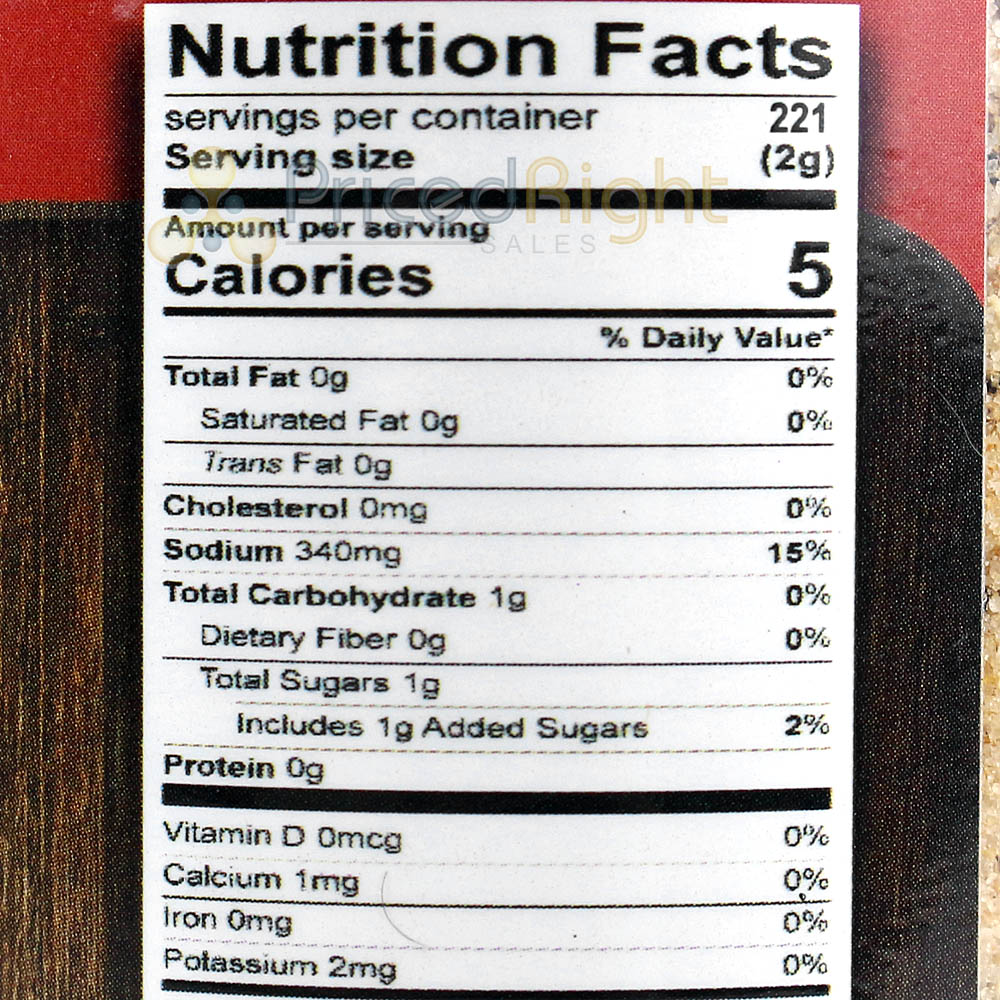 Nutrition Facts
servings per container 221
Serving size (2g)
PricedRight
SALES
Amount per serving
Calories 5
% Daily Value*
Total Fat 0g 0%
Saturated Fat 0g 0%
Trans Fat 0g
Cholesterol 0mg 0%
Sodium 340mg 15%
Total Carbohydrate 1g 0%
Dietary Fiber 0g 0%
Total Sugars 1g
Includes 1g Added Sugars 2%
Protein 0g
Vitamin D 0mcg 0%
Calcium 1mg 0%
Iron 0mg 0%
Potassium 2mg 0%